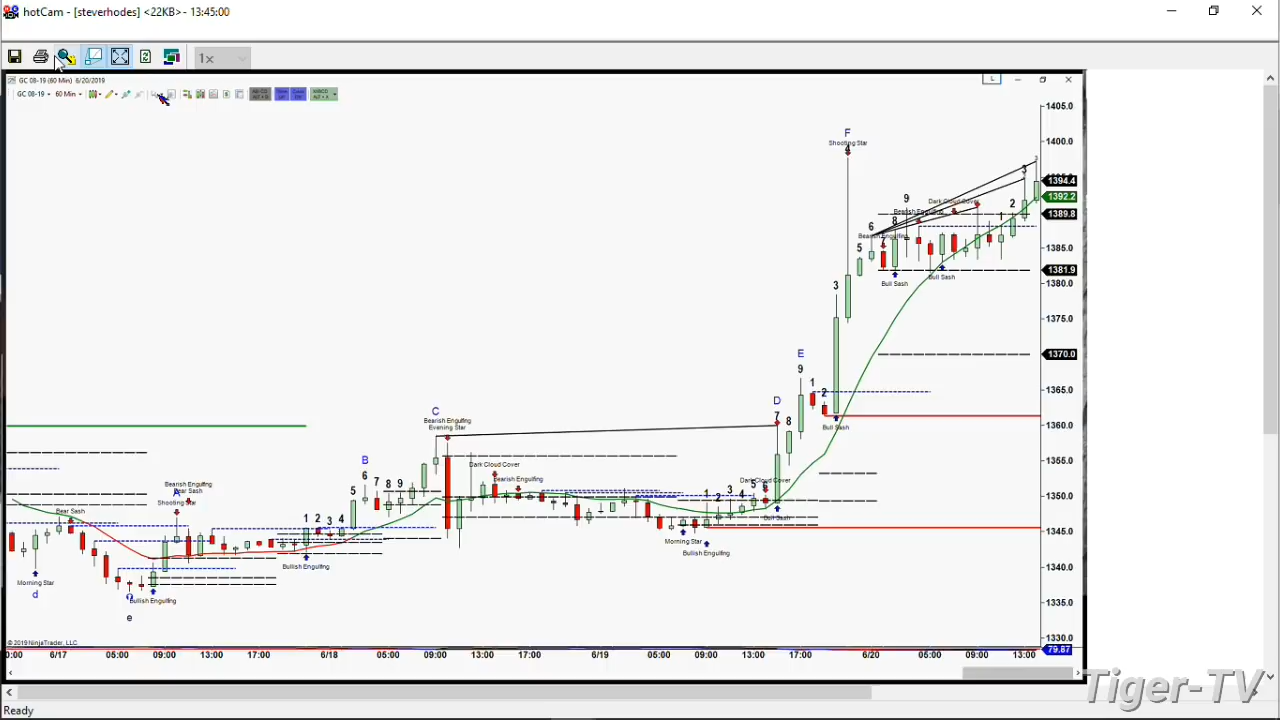 hotCam - [steverhodes] <22KB> - 13:45:00
1x
GC 08-19 (60 Min) 6/20/2019
L
GC 08-19
60 Min
1405.0
F
1400.0
Shooting Star
4
3
3
1394.4
9
Dark Cloud Cover
1392.2
Bearish Engulfing
2
8
1
1389.8
6
Bearish Engulfing
7
5
1385.0
1381.9
Bull Sash
Bull Sash
3
1380.0
1375.0
E
1370.0
9
1
1365.0
2
D
C
7
Bearish Engulfing
8
Evening Star
Bull Sash
1360.0
B
Dark Cloud Cover
1355.0
6
7
8
9
Bearish Engulfing
Dark Cloud Cover
Bearish Engulfing
A
Bear Sash
5
1
2
3
4
5
6
1350.0
Shooting Star
Bear Sash
1
2
3
4
Bull Sash
1345.0
Morning Star
Bullish Engulfing
Bullish Engulfing
1340.0
Morning Star
d
Bullish Engulfing
1335.0
e
1330.0
© 2019 NinjaTrader, LLC
79.87
0:00
6/17
05:00
09:00
13:00
17:00
6/18
05:00
09:00
13:00
17:00
6/19
05:00
09:00
13:00
17:00
6/20
05:00
09:00
13:00
Tiger-TV
Ready